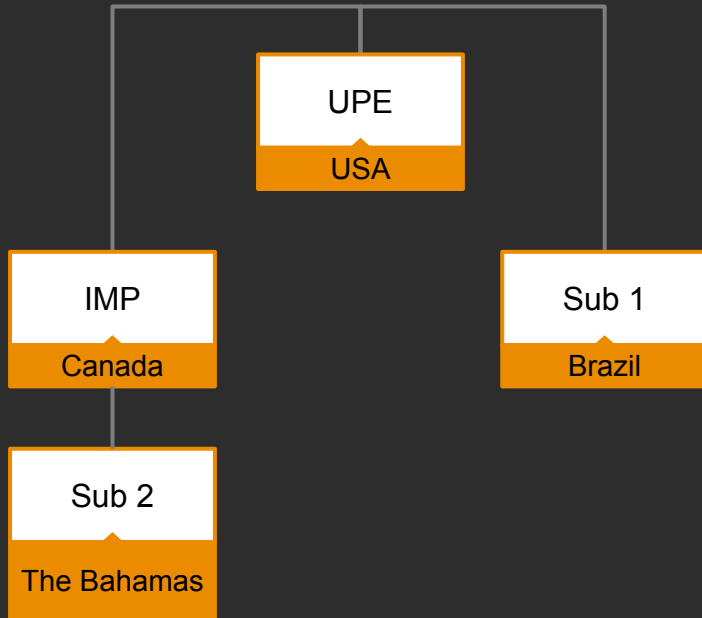 UPE
USA
IMP
Canada
Sub 1
Brazil
Sub 2
The Bahamas